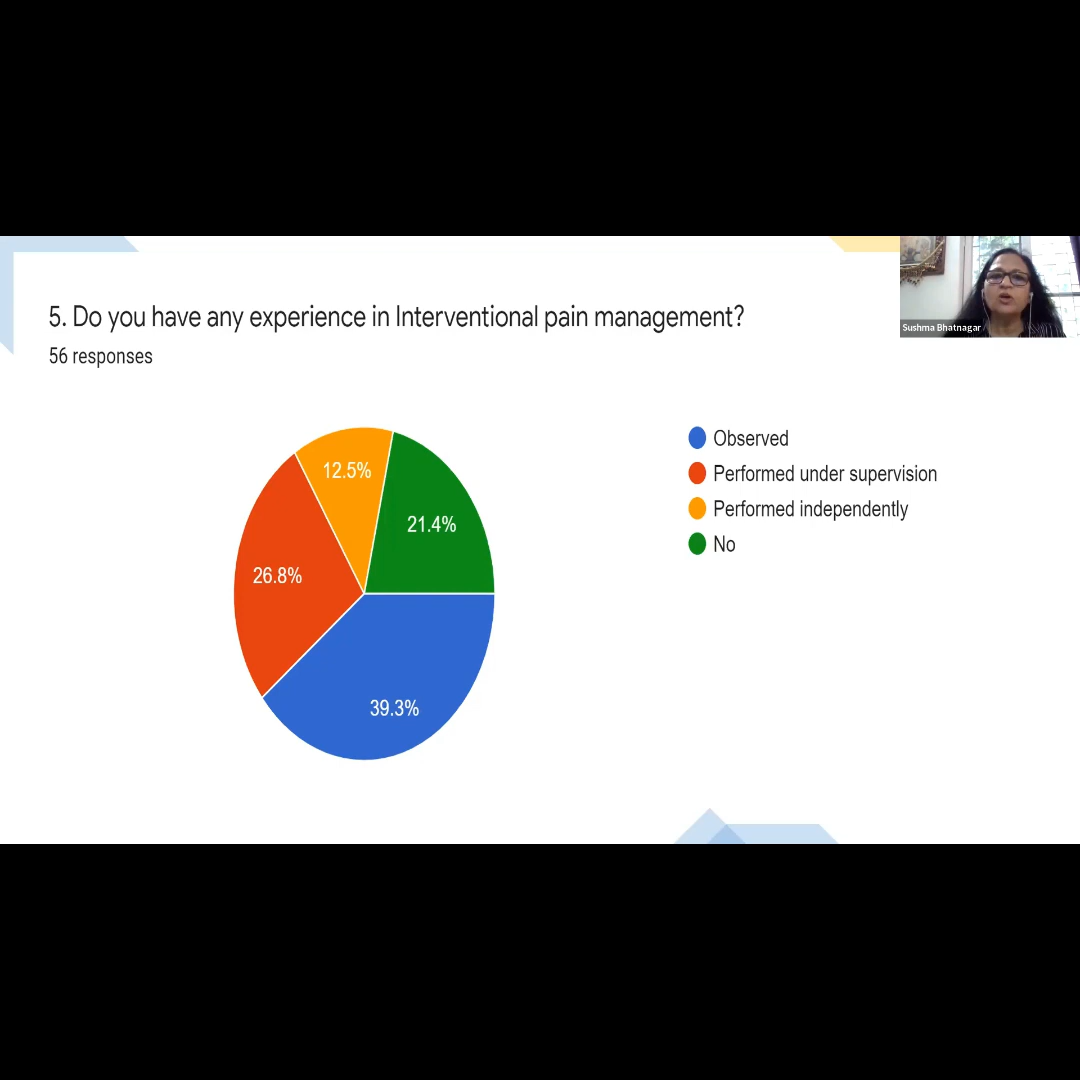 5. Do you have any experience in Interventional pain management?
56 responses
Sushma Bhatnagar
12.5%
21.4%
26.8%
39.3%
Observed
Performed under supervision
Performed independently
No